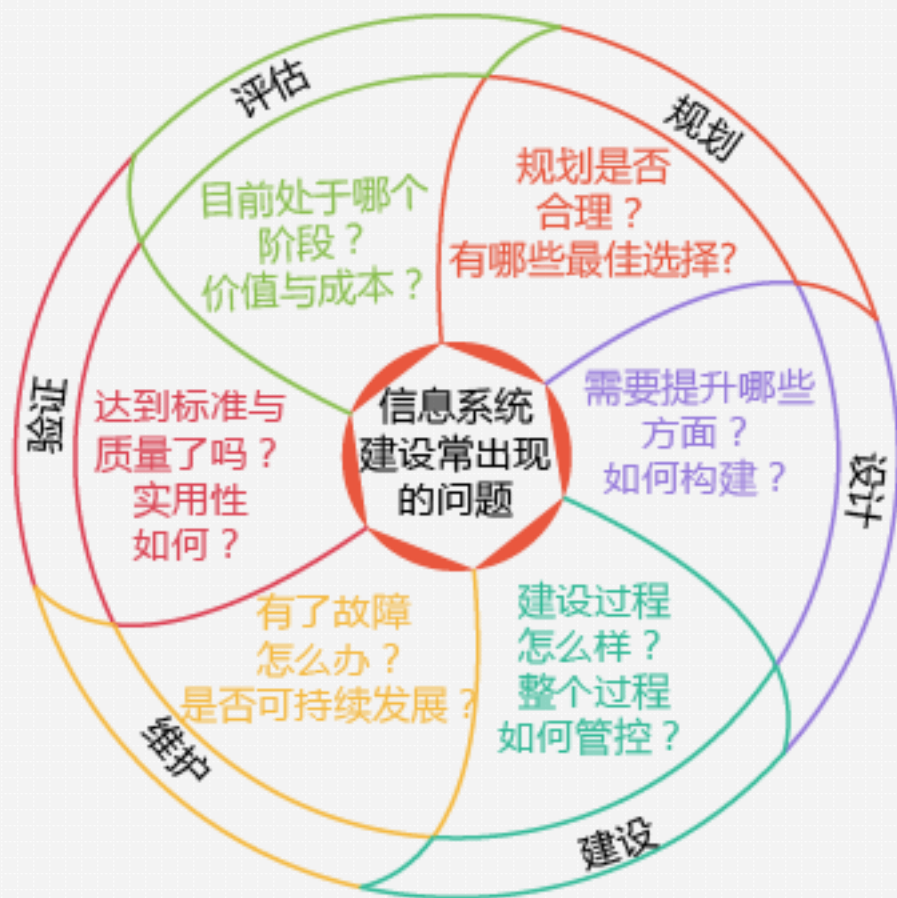 信息系统
建设常出现
的问题
规划
规划是否
合理？
有哪些最佳选择?
设计
需要提升哪些
方面？
如何构建？
建设
建设过程
怎么样？
整个过程
如何管控？
维护
有了故障
怎么办？
是否可持续发展？
验证
达到标准与
质量了吗？
实用性
如何？
评估
目前处于哪个
阶段？
价值与成本？